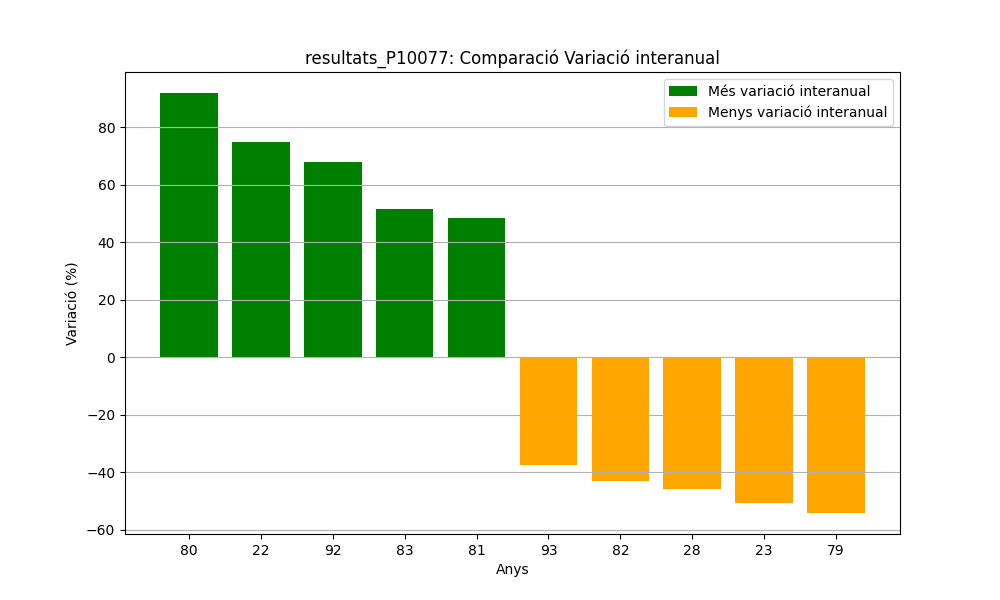 resultats_P10077: Comparació Variació interanual
Més variació interanual
Menys variació interanual
Variació (%)
80
60
40
20
0
−20
−40
−60
80 22 92 83 81 93 82 28 23 79
Anys